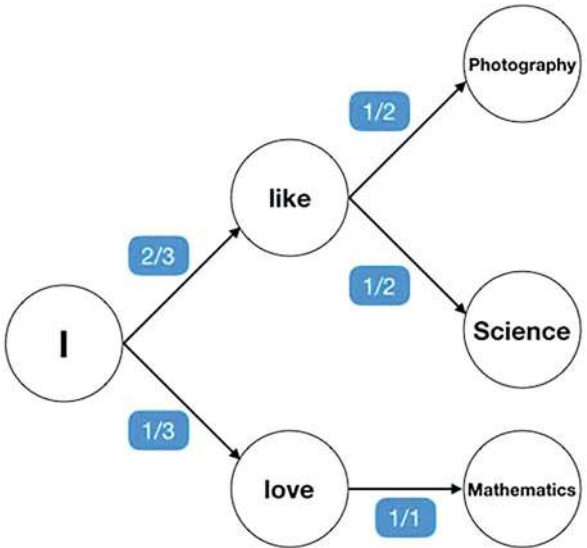 Photography
1/2
like
2/3
1/2
Science
I
1/3
love
Mathematics
1/1